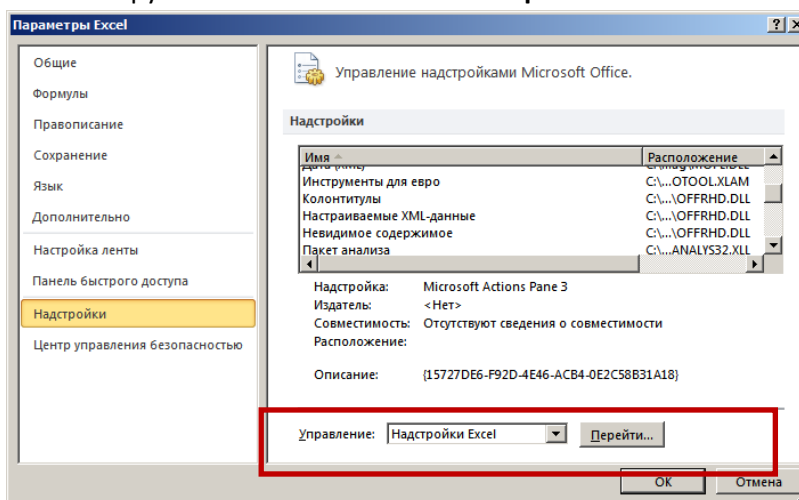 Параметры Excel
Общие
Формулы
Правописание
Сохранение
Язык
Дополнительно
Настройка ленты
Панель быстрого доступа
Надстройки
Центр управления безопасностью
Управление надстройками Microsoft Office.
Надстройки
Имя Расположение
Инструменты для евро C:\...OTOOL.XLAM
Колонтитулы C:\...\OFFRHD.DLL
Настраиваемые XML-данные C:\...\OFFRHD.DLL
Невидимое содержимое C:\...\OFFRHD.DLL
Пакет анализа C:\...ANALYS32.XLL
Надстройка: Microsoft Actions Pane 3
Издатель: <Нет>
Совместимость: Отсутствуют сведения о совместимости
Расположение:
Описание: {15727DE6-F92D-4E46-ACB4-0E2C58B31A18}
Управление: Надстройки Excel Перейти...
ОК Отмена